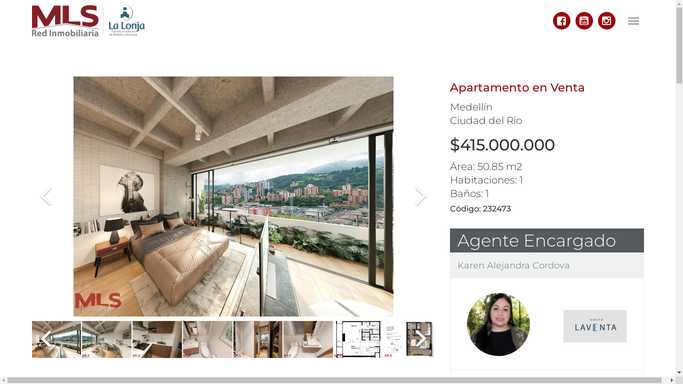 MLS
Red Inmobiliaria
La Lonja
Apartamento en Venta
Medellín
Ciudad del Rio
$415.000.000
Área: 50.85 m2
Habitaciones: 1
Baños: 1
Código: 232473
MLS
Agente Encargado
Karen Alejandra Cordova
LAVENTA